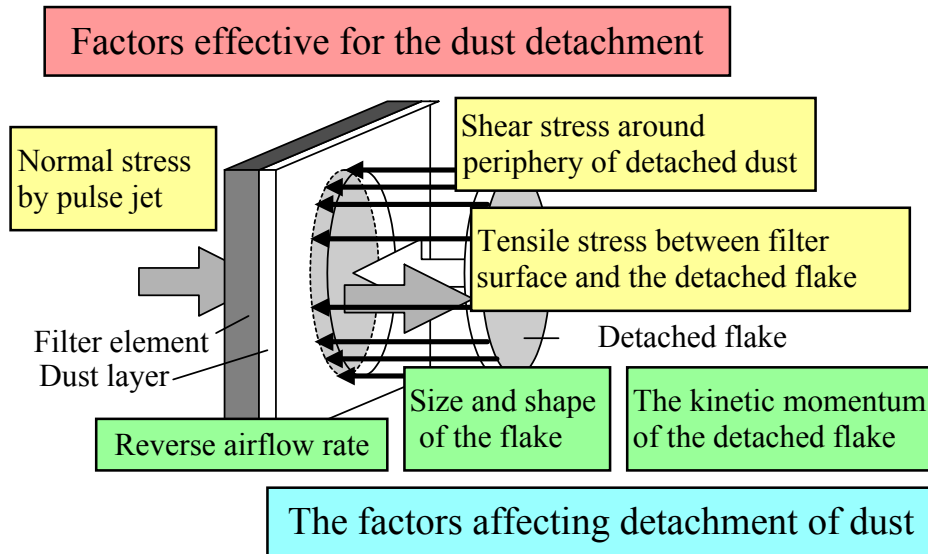 Factors effective for the dust detachment
Normal stress
by pulse jet
Shear stress around
periphery of detached dust
Tensile stress between filter
surface and the detached flake
Filter element
Dust layer
Detached flake
Reverse airflow rate
Size and shape
of the flake
The kinetic momentum
of the detached flake
The factors affecting detachment of dust